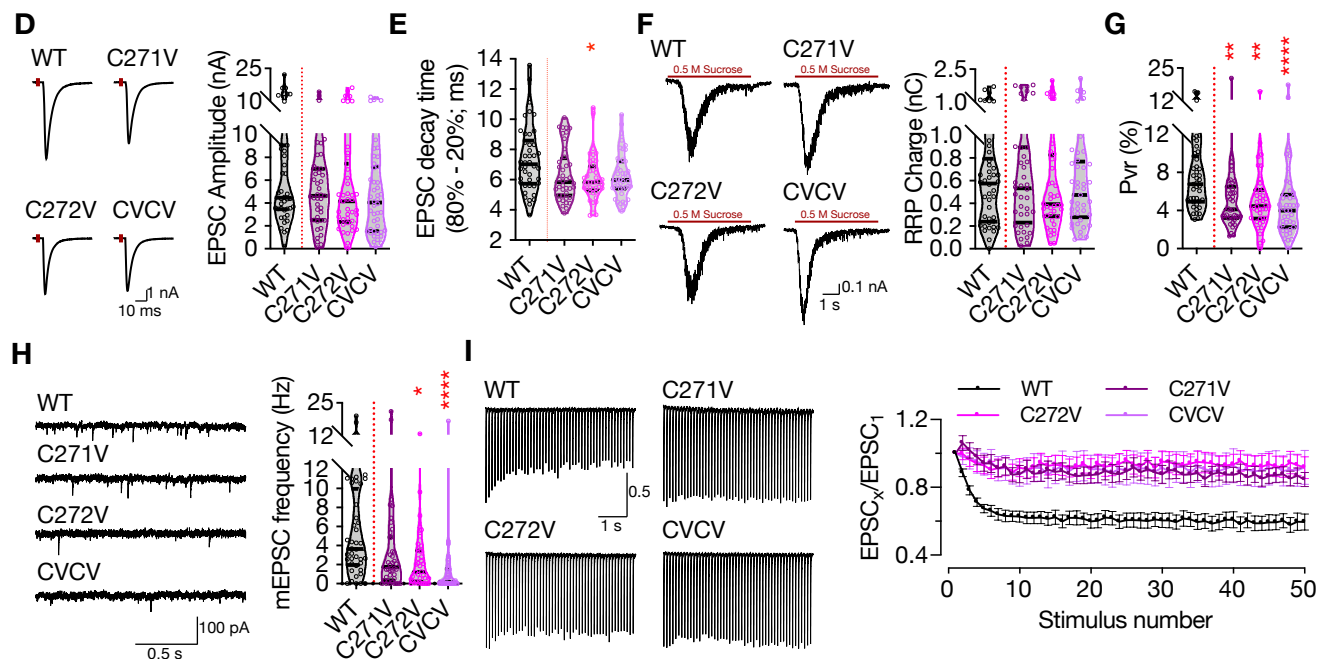 D
WT
C271V
C272V
CVCV
1 nA
10 ms
EPSC Amplitude (nA)
25
10
10
8
6
4
2
0
WT
C271V
C272V
CVCV
E
*
EPSC decay time
(80% - 20%; ms)
14
12
10
8
6
4
2
WT
C271V
C272V
CVCV
F
WT
C271V
0.5 M Sucrose
0.5 M Sucrose
C272V
CVCV
0.5 M Sucrose
0.5 M Sucrose
0.1 nA
1 s
RRP Charge (nC)
2.5
1.0
1.0
0.8
0.6
0.4
0.2
0.0
WT
C271V
C272V
CVCV
G
**
**
****
Pvr (%)
25
12
12
8
4
0
WT
C271V
C272V
CVCV
H
WT
C271V
C272V
CVCV
100 pA
0.5 s
*
****
mEPSC frequency (Hz)
25
12
12
10
8
6
4
2
0
WT
C271V
C272V
CVCV
I
WT
C271V
0.5
1 s
C272V
CVCV
WT
C271V
C272V
CVCV
EPSCₓ/EPSC₁
1.2
0.8
0.4
10
20
30
40
50
Stimulus number